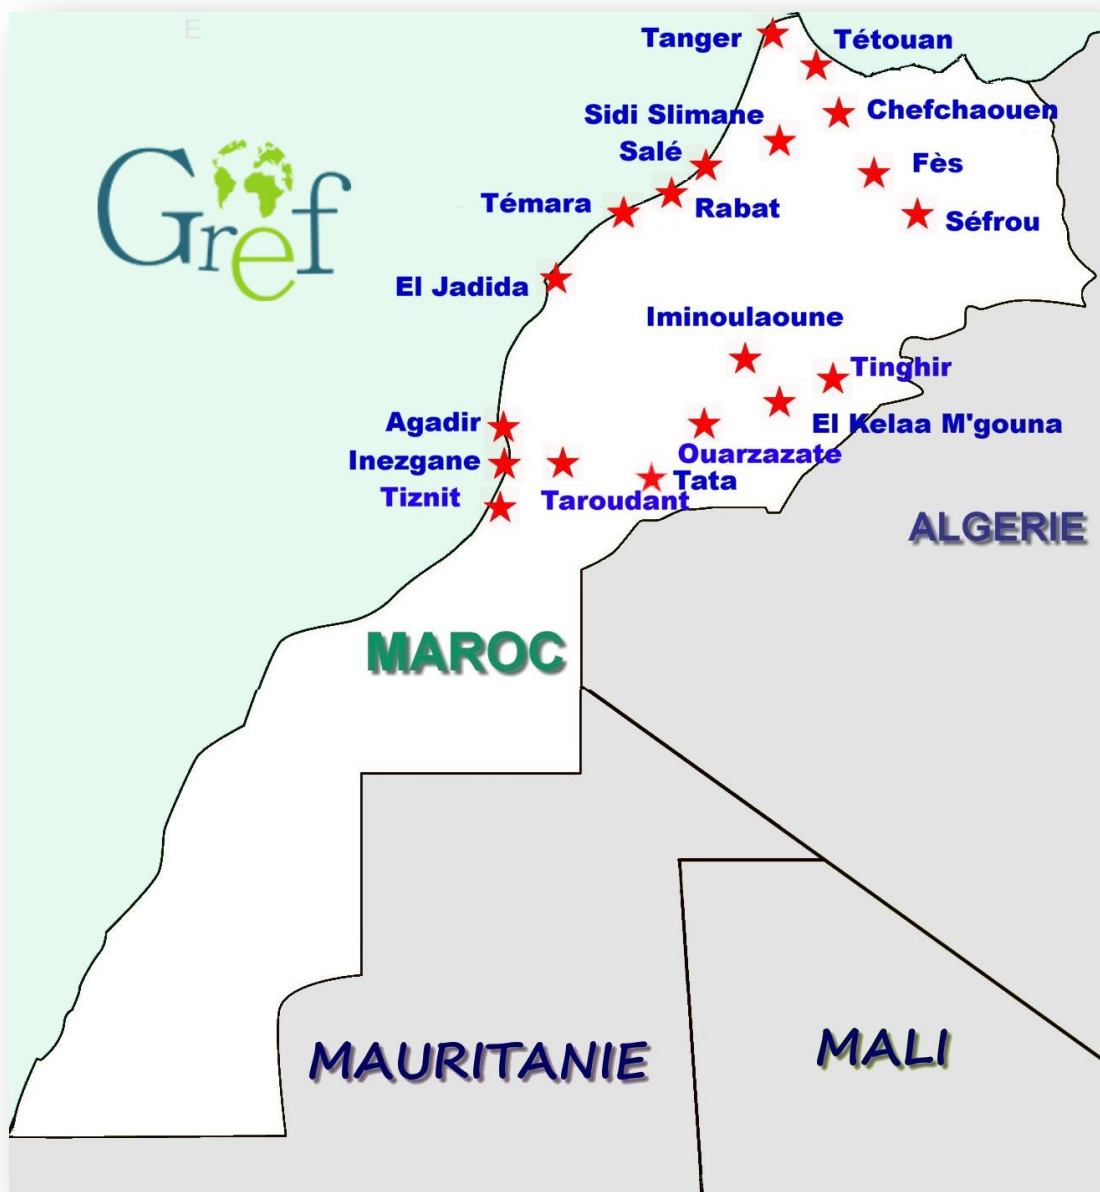 E
Tanger
Tétouan
Sidi Slimane
Chefchaouen
Salé
Fès
Témara
Rabat
Séfrou
Gref
El Jadida
Iminoulaoune
Tinghir
Agadir
El Kelaa M'gouna
Inezgane
Ouarzazate
Tiznit
Taroudant
Tata
ALGERIE
MAROC
MAURITANIE
MALI